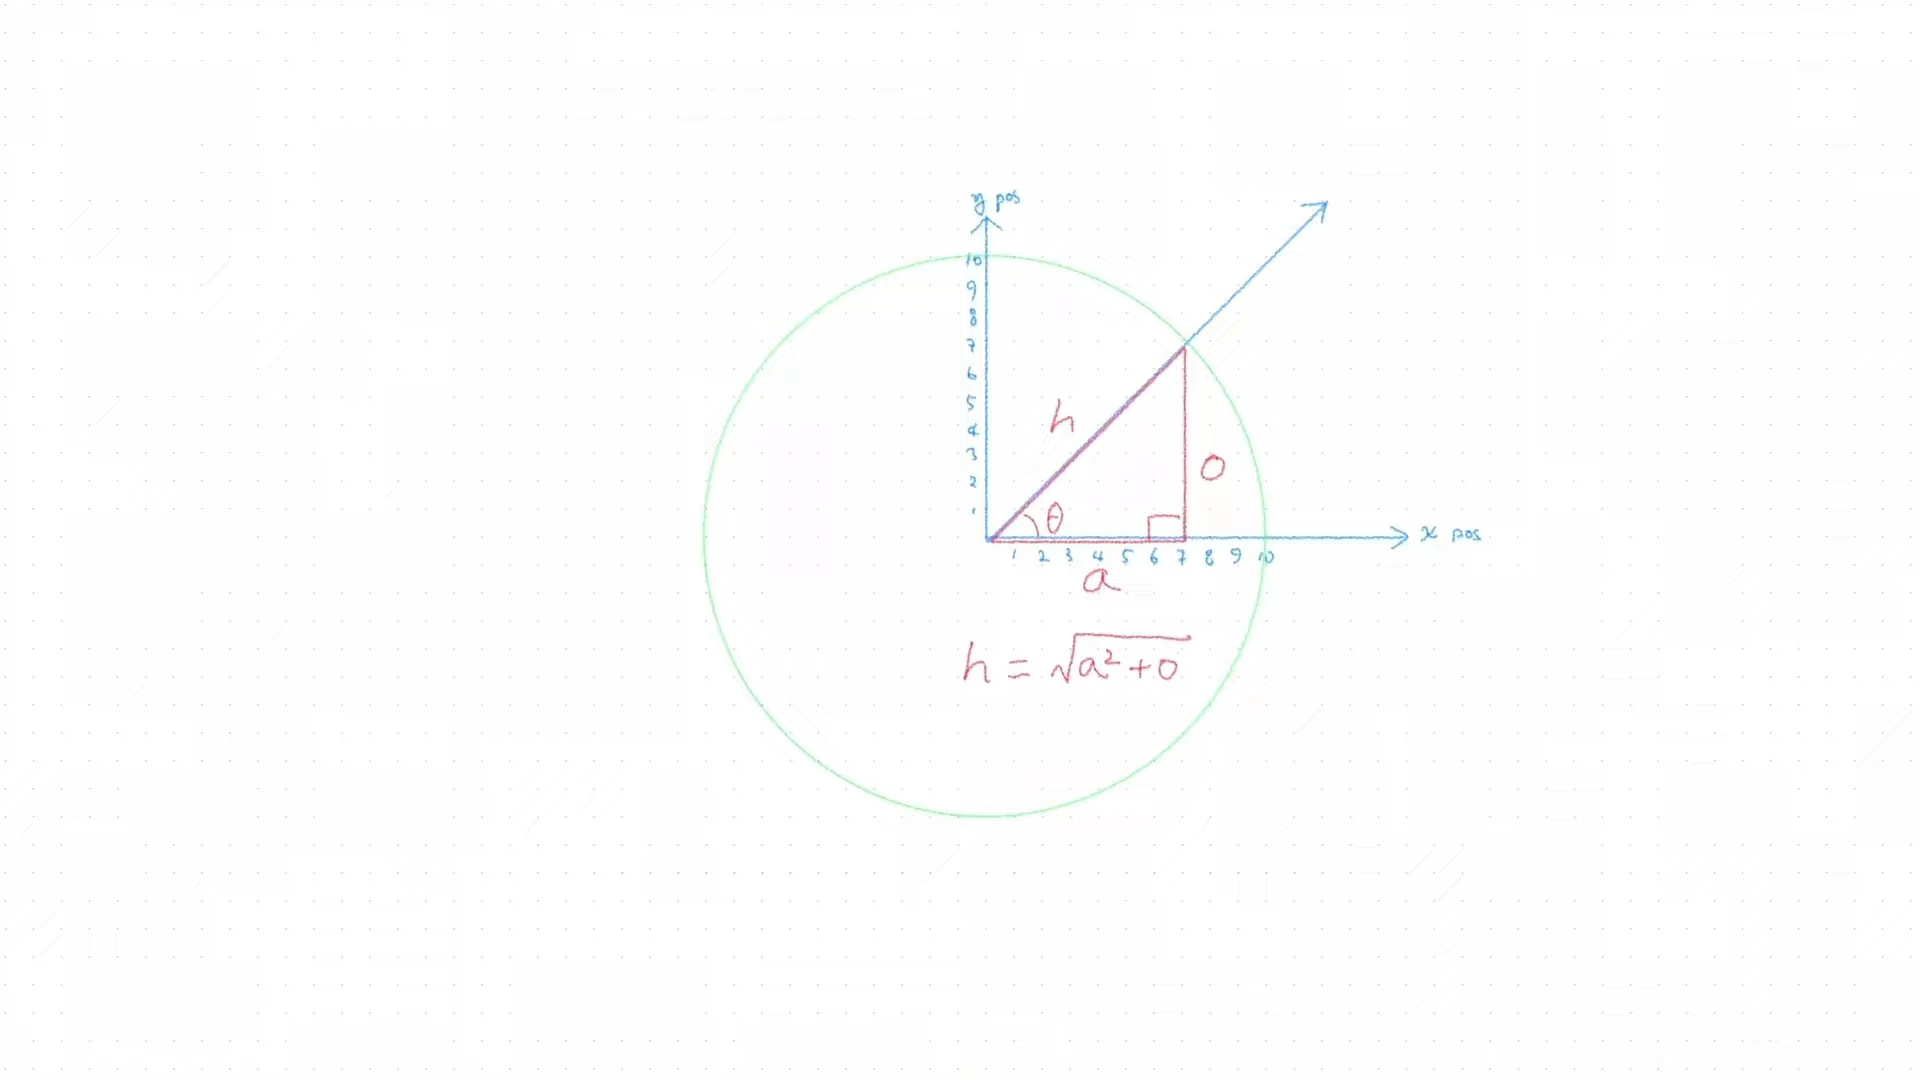 y pos
10
9
8
7
6
5
4
3
2
1
h
o
θ
x pos
1 2 3 4 5 6 7 8 9 10
a
h = √a² + o